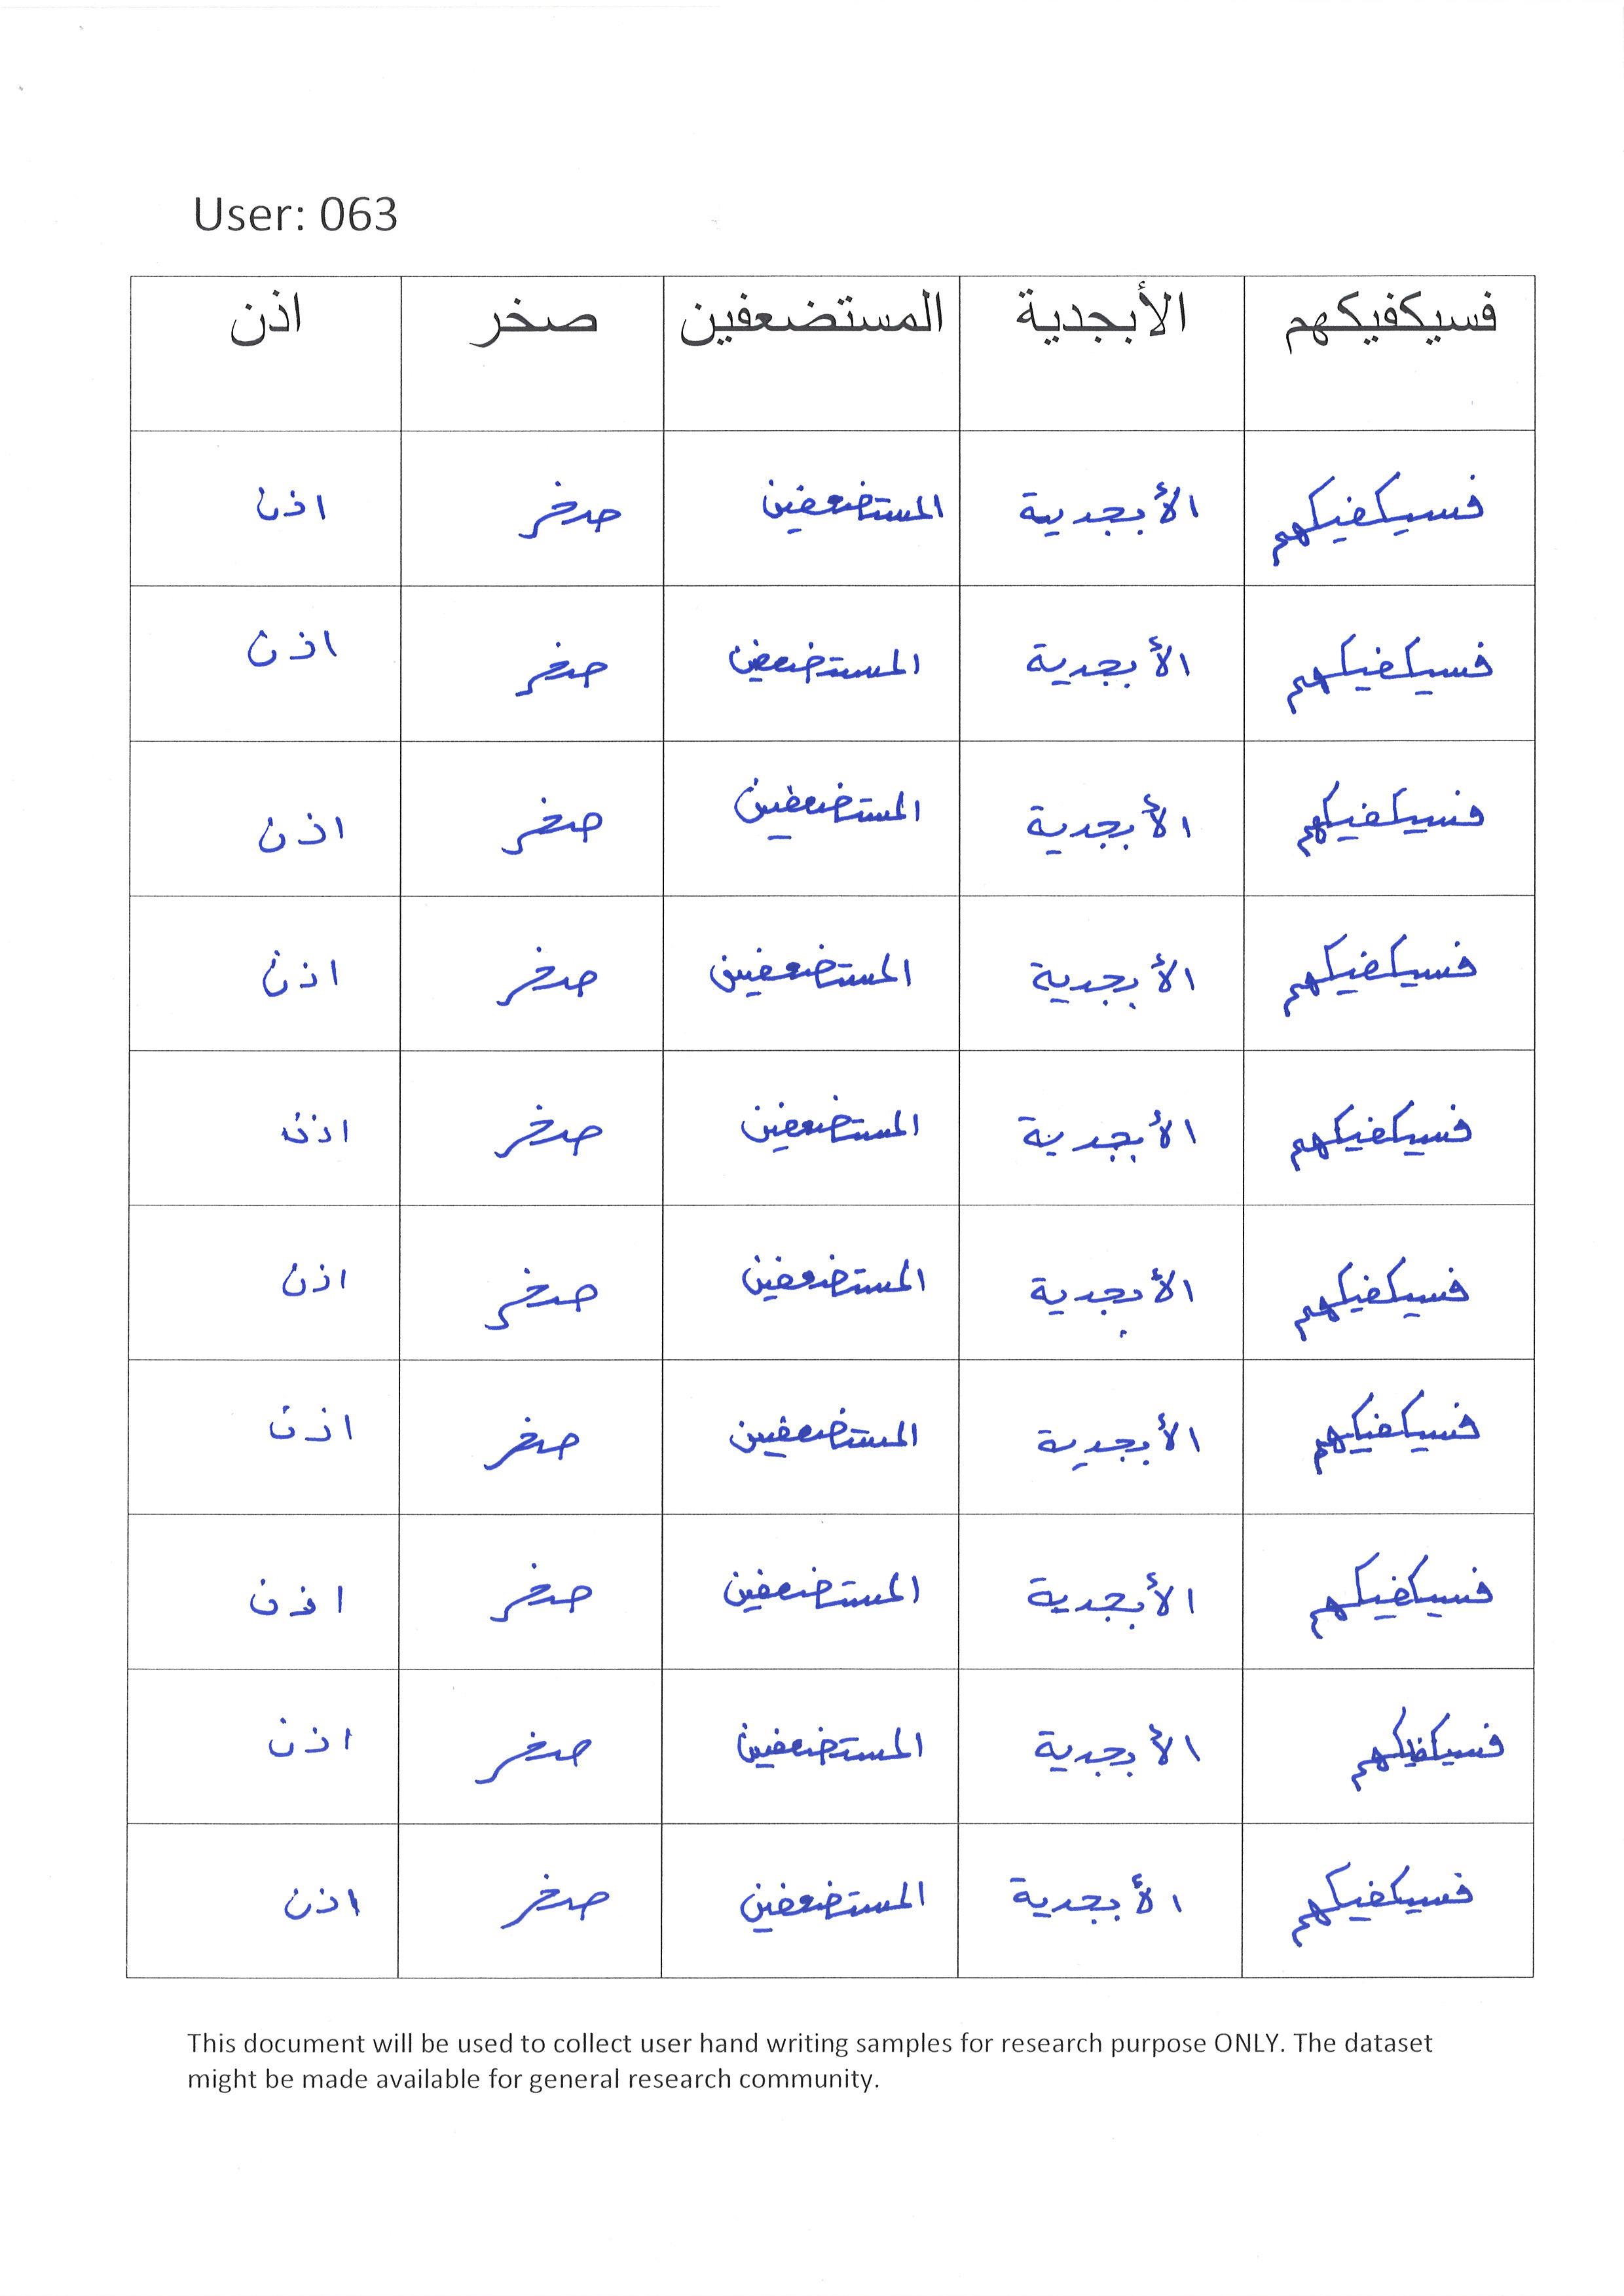 User: 063
فسيكفيكهم الأبجدية المستضعفين صخر اذن
فسيكفيكهم الأبجدية المستضعفين صخر اذن
فسيكفيكهم الأبجدية المستضعفين صخر اذن
فسيكفيكهم الأبجدية المستضعفين صخر اذن
فسيكفيكهم الأبجدية المستضعفين صخر اذن
فسيكفيكهم الأبجدية المستضعفين صخر اذن
فسيكفيكهم الأبجدية المستضعفين صخر اذن
فسيكفيكهم الأبجدية المستضعفين صخر اذن
فسيكفيكهم الأبجدية المستضعفين صخر اذن
فسيكفيكهم الأبجدية المستضعفين صخر اذن
فسيكفيكهم الأبجدية المستضعفين صخر اذن
This document will be used to collect user hand writing samples for research purpose ONLY. The dataset
might be made available for general research community.